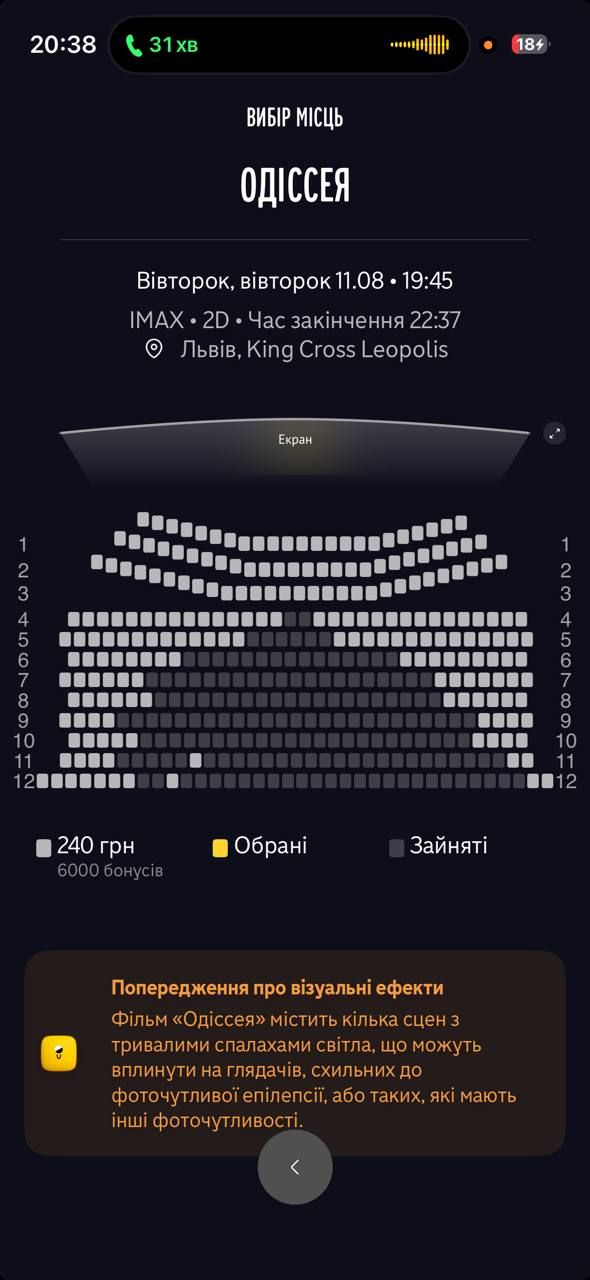 20:38
31 хв
18
ВИБІР МІСЦЬ
ОДІССЕЯ
Вівторок, вівторок 11.08 • 19:45
IMAX • 2D • Час закінчення 22:37
Львів, King Cross Leopolis
Екран
1 1
2 2
3 3
4 4
5 5
6 6
7 7
8 8
9 9
10 10
11 11
12 12
240 грн Обрані Зайняті
6000 бонусів
Попередження про візуальні ефекти
Фільм «Одіссея» містить кілька сцен з
тривалими спалахами світла, що можуть
вплинути на глядачів, схильних до
фоточутливої епілепсії, або таких, які мають
інші фоточутливості.